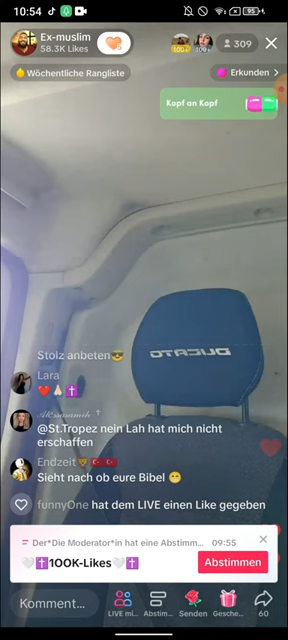 10:54
95
Ex-muslim
58.3K Likes
100+
100+
309
Wöchentliche Rangliste
Erkunden >
Kopf an Kopf
DUCATO
Stolz anbeten😎
Lara
❤️🙏🏻✝️
@St.Tropez nein Lah hat mich nicht
erschaffen
Endzeit
Sieht nach ob eure Bibel 😁
funnyOne hat dem LIVE einen Like gegeben
Der*Die Moderator*in hat eine Abstimm... 09:55
🤍✝️100K-Likes🤍✝️
Abstimmen
Komment...
LIVE mi...
Abstim...
Senden
Gesche...
60